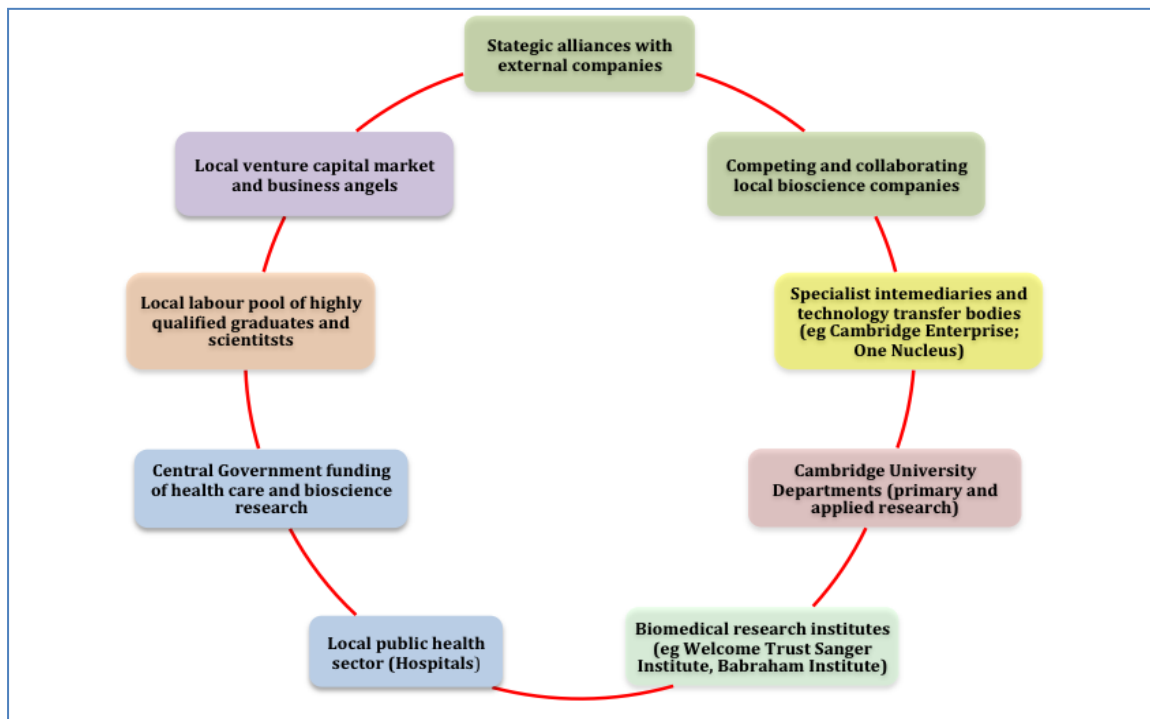 Stategic alliances with
external companies
Local venture capital market
and business angels
Competing and collaborating
local bioscience companies
Local labour pool of highly
qualified graduates and
scientitsts
Specialist intemediaries and
technology transfer bodies
(eg Cambridge Enterprise;
One Nucleus)
Central Government funding
of health care and bioscience
research
Cambridge University
Departments (primary and
applied research)
Local public health
sector (Hospitals)
Biomedical research institutes
(eg Welcome Trust Sanger
Institute, Babraham Institute)